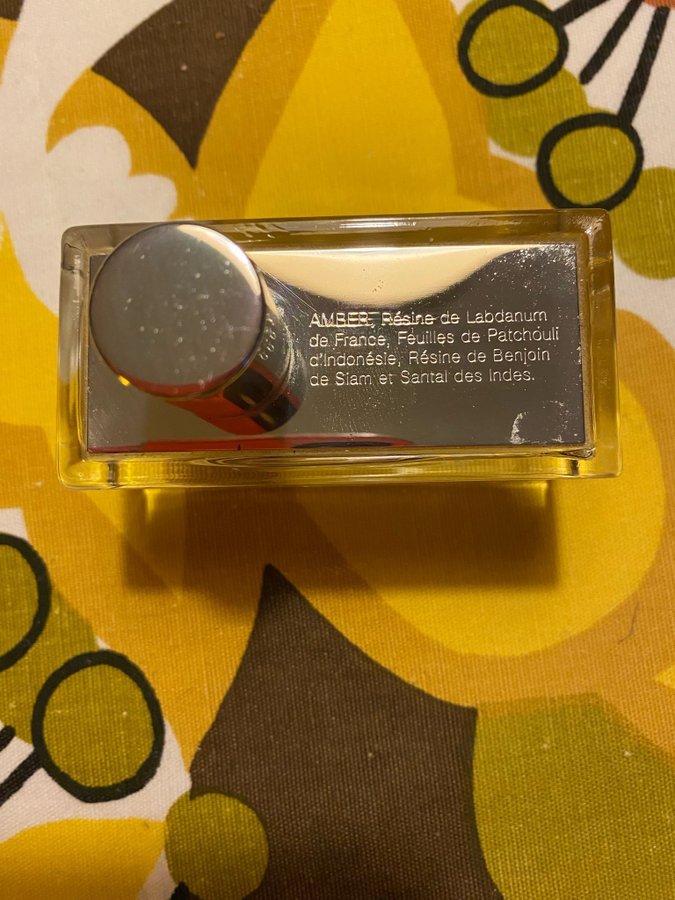 AMBER, Résine de Labdanum
de France, Feuilles de Patchouli
d'Indonésie, Résine de Benjoin
de Siam et Santal des Indes.